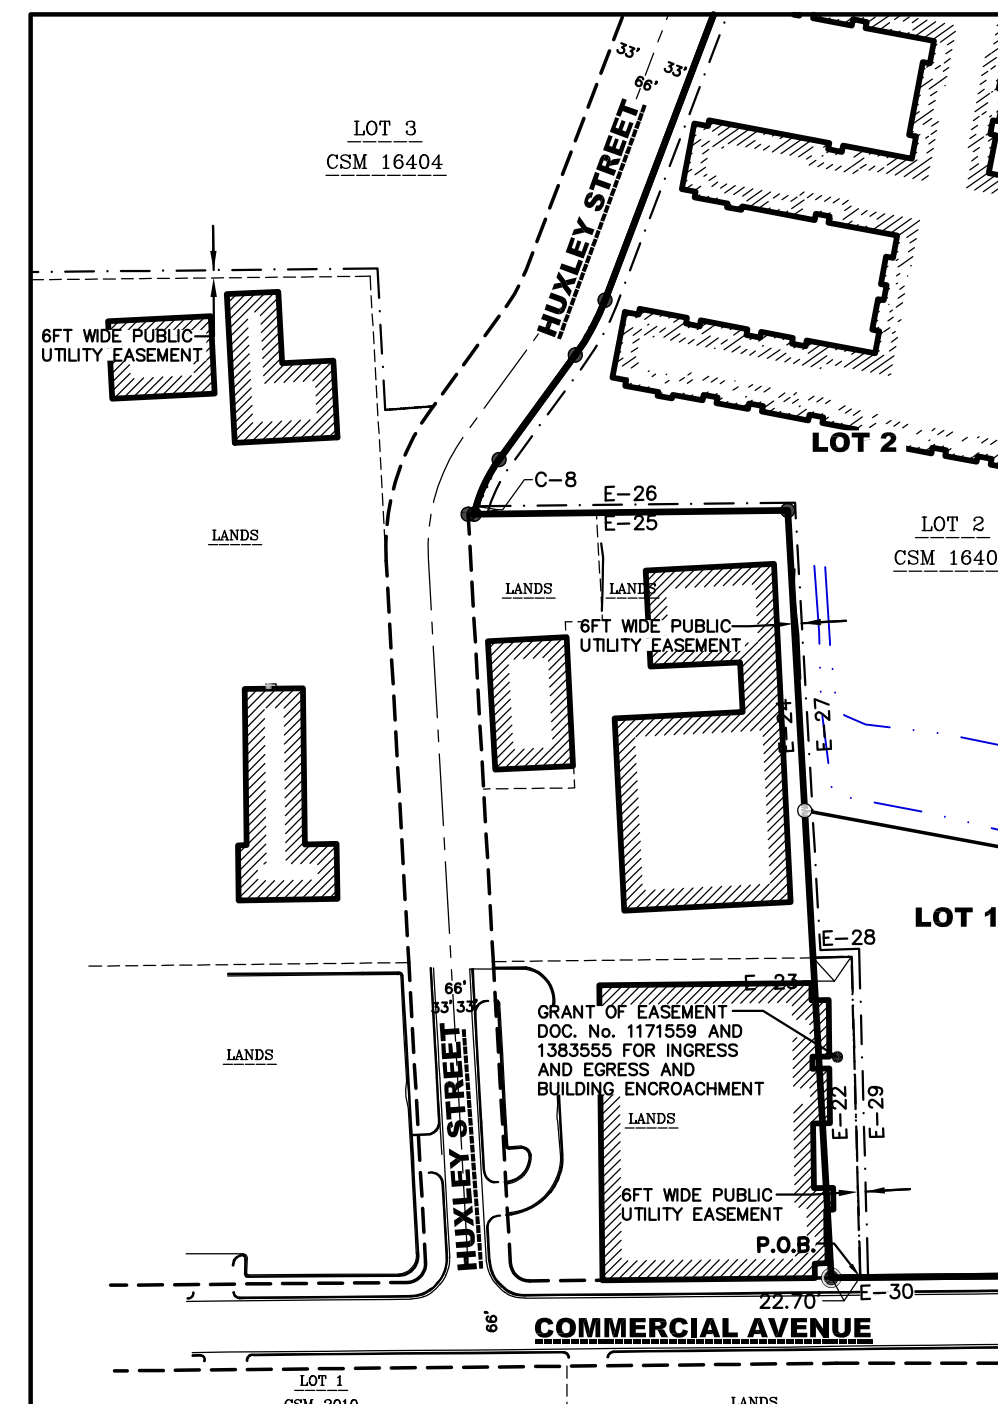 33'
33'
66'
HUXLEY STREET
LOT 3
CSM 16404
6FT WIDE PUBLIC
UTILITY EASEMENT
LOT 2
C-8
E-26
E-25
LOT 2
CSM 1640
LANDS
LANDS
LANDS
6FT WIDE PUBLIC
UTILITY EASEMENT
E-24
E-27
LOT 1
E-28
E-23
66'
33' 33'
GRANT OF EASEMENT
DOC. No. 1171559 AND
1383555 FOR INGRESS
AND EGRESS AND
BUILDING ENCROACHMENT
LANDS
HUXLEY STREET
LANDS
E-22
E-29
6FT WIDE PUBLIC
UTILITY EASEMENT
P.O.B.
E-30
22.70'
66'
COMMERCIAL AVENUE
LOT 1
CSM 2010
LANDS